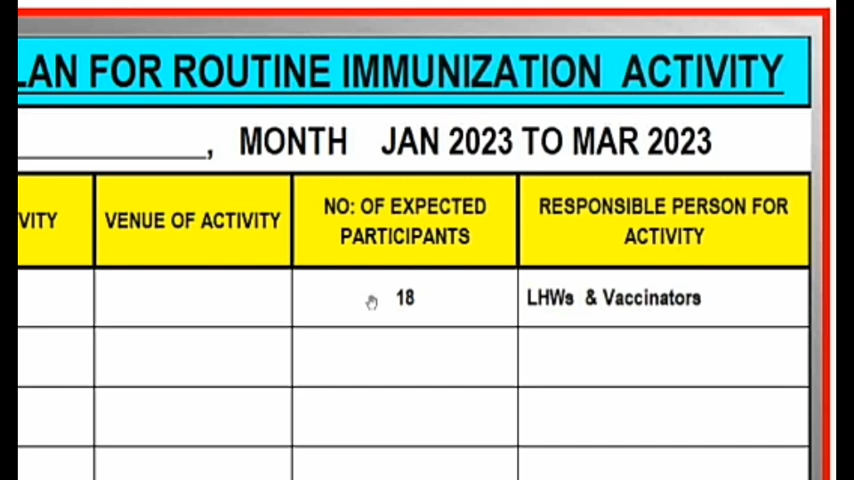 LAN FOR ROUTINE IMMUNIZATION ACTIVITY
, MONTH JAN 2023 TO MAR 2023
VITY
VENUE OF ACTIVITY
NO: OF EXPECTED
PARTICIPANTS
RESPONSIBLE PERSON FOR
ACTIVITY
18
LHWs & Vaccinators